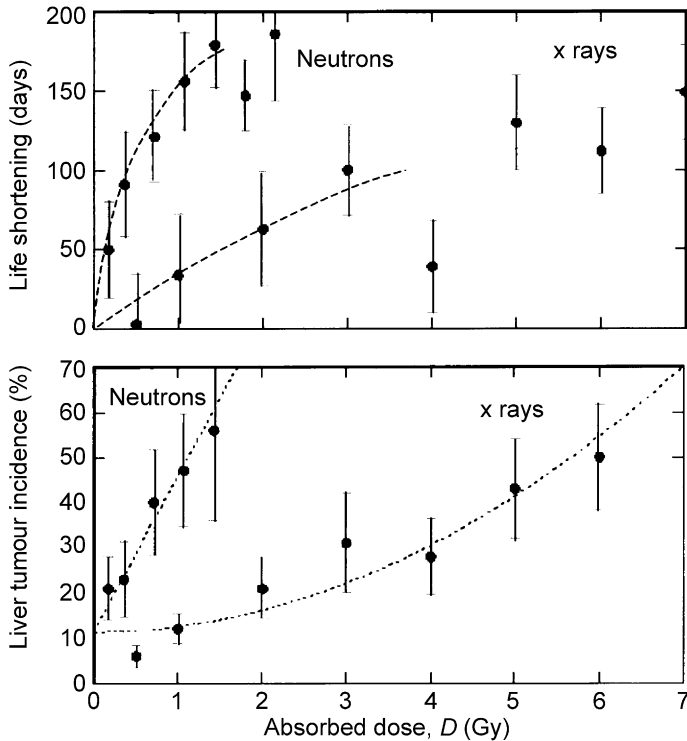 200
150
100
50
0
Life shortening (days)
Neutrons
x rays
70
60
50
40
30
20
10
0
Liver tumour incidence (%)
Neutrons
x rays
0 1 2 3 4 5 6 7
Absorbed dose, D (Gy)